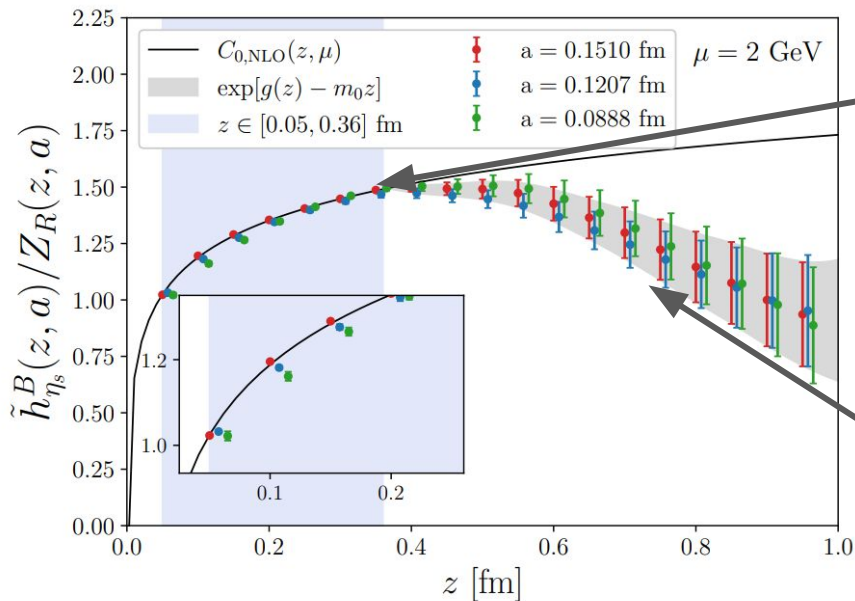 2.25
2.00
1.75
1.50
1.25
1.00
0.75
0.50
0.25
0.00
h̃^B_{η_s}(z, a)/Z_R(z, a)
C_{0,NLO}(z, μ)
exp[g(z) − m_0 z]
z ∈ [0.05, 0.36] fm
a = 0.1510 fm
a = 0.1207 fm
a = 0.0888 fm
μ = 2 GeV
1.2
1.0
0.1 0.2
0.0 0.2 0.4 0.6 0.8 1.0
z [fm]